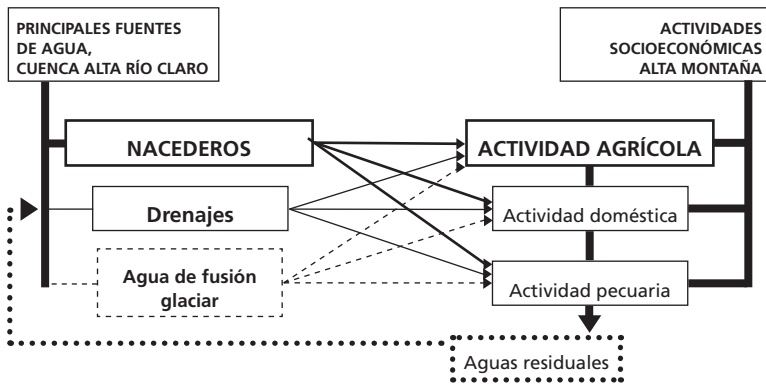 PRINCIPALES FUENTES
DE AGUA,
CUENCA ALTA RÍO CLARO
ACTIVIDADES
SOCIOECONÓMICAS
ALTA MONTAÑA
NACEDEROS
ACTIVIDAD AGRÍCOLA
Drenajes
Actividad doméstica
Agua de fusión
glaciar
Actividad pecuaria
Aguas residuales